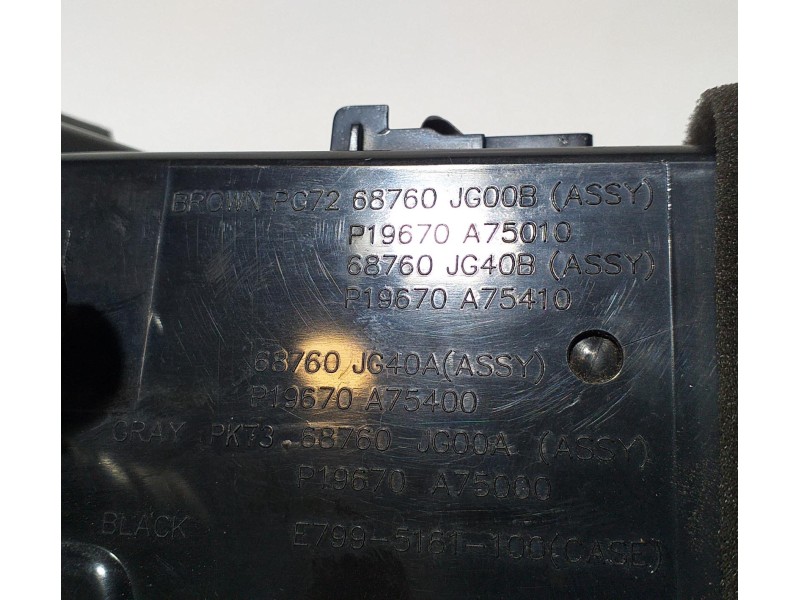 BROWN PC72 68760 JG00B (ASSY)
P19670 A75010
68760 JG40B (ASSY)
P19670 A75410
68760 JG40A(ASSY)
P19670 A75400
GRAY PK73 68760 JG00A (ASSY)
P19670 A75000
BLACK E799-5161-100(CASE)